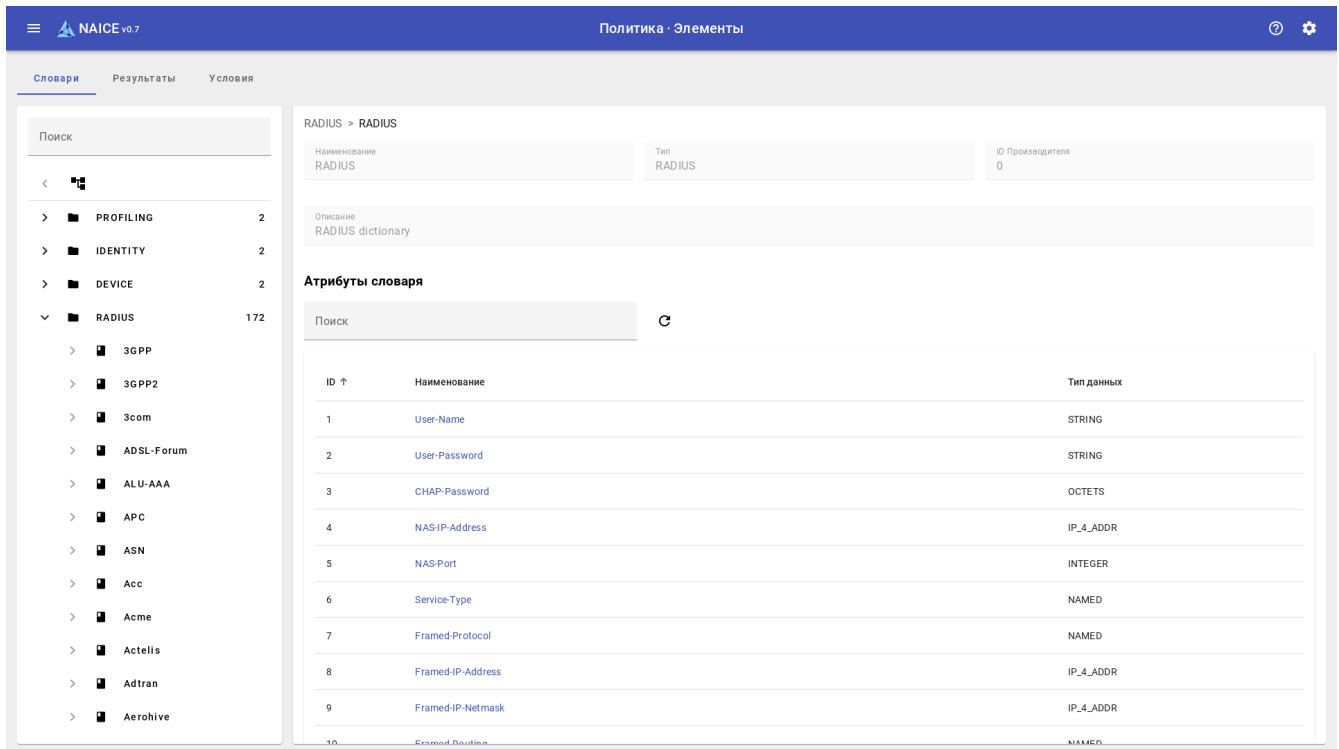 NAICE v0.7
Политика · Элементы
Словари Результаты Условия
Поиск
PROFILING 2
IDENTITY 2
DEVICE 2
RADIUS 172
3GPP
3GPP2
3com
ADSL-Forum
ALU-AAA
APC
ASN
Acc
Acme
Actelis
Adtran
Aerohive
RADIUS > RADIUS
Наименование
RADIUS
Тип
RADIUS
ID Производителя
0
Описание
RADIUS dictionary
Атрибуты словаря
Поиск
ID Наименование Тип данных
1 User-Name STRING
2 User-Password STRING
3 CHAP-Password OCTETS
4 NAS-IP-Address IP_4_ADDR
5 NAS-Port INTEGER
6 Service-Type NAMED
7 Framed-Protocol NAMED
8 Framed-IP-Address IP_4_ADDR
9 Framed-IP-Netmask IP_4_ADDR
10 Framed-Routing NAMED